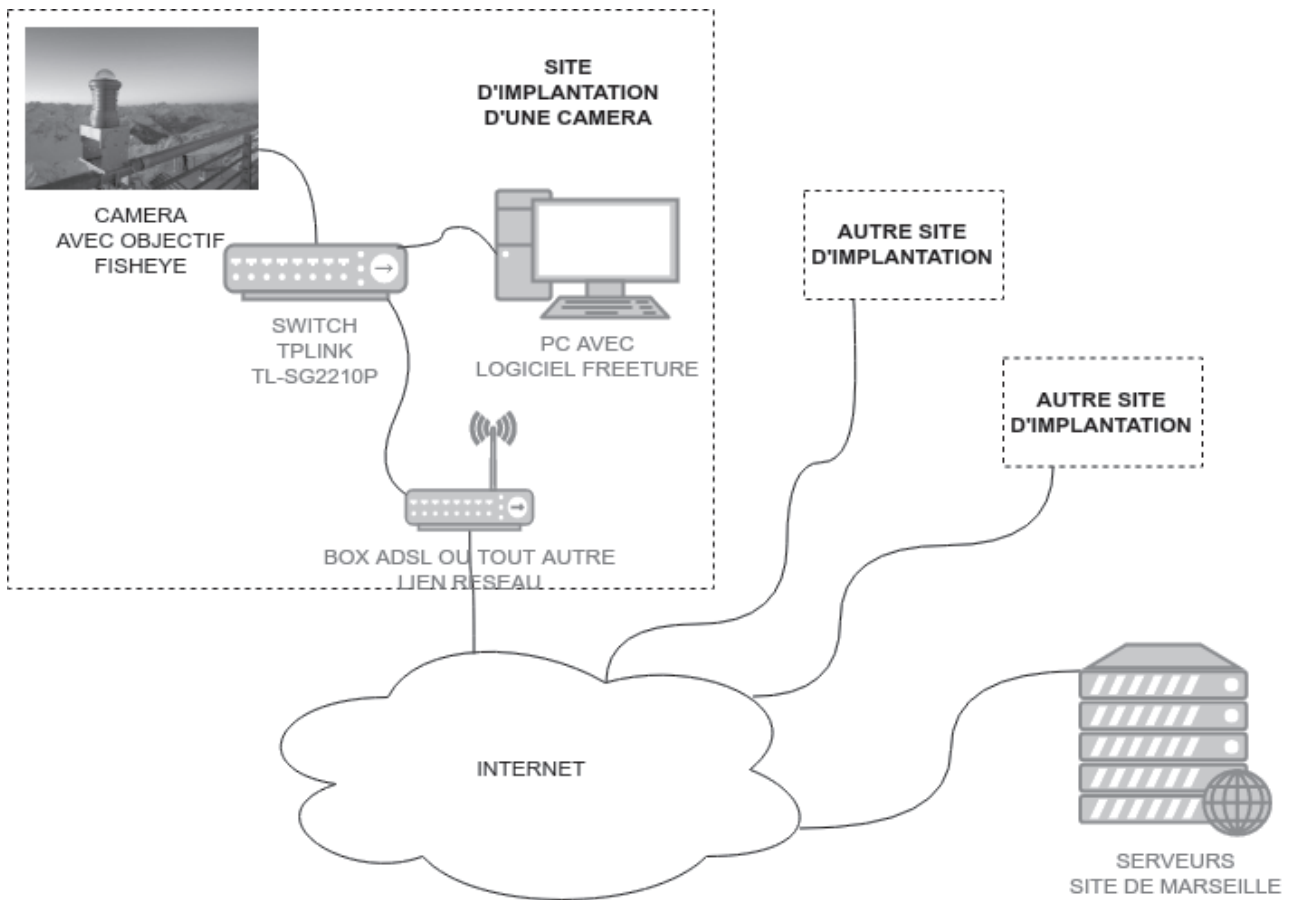 SITE
D'IMPLANTATION
D'UNE CAMERA
CAMERA
AVEC OBJECTIF
FISHEYE
SWITCH
TPLINK
TL-SG2210P
PC AVEC
LOGICIEL FREETURE
BOX ADSL OU TOUT AUTRE
LIEN RESEAU
AUTRE SITE
D'IMPLANTATION
AUTRE SITE
D'IMPLANTATION
INTERNET
SERVEURS
SITE DE MARSEILLE